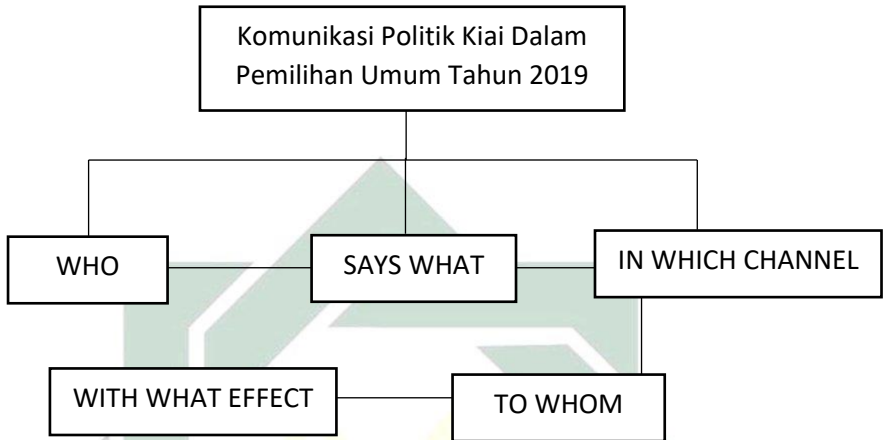 Komunikasi Politik Kiai Dalam
Pemilihan Umum Tahun 2019
WHO
SAYS WHAT
IN WHICH CHANNEL
WITH WHAT EFFECT
TO WHOM